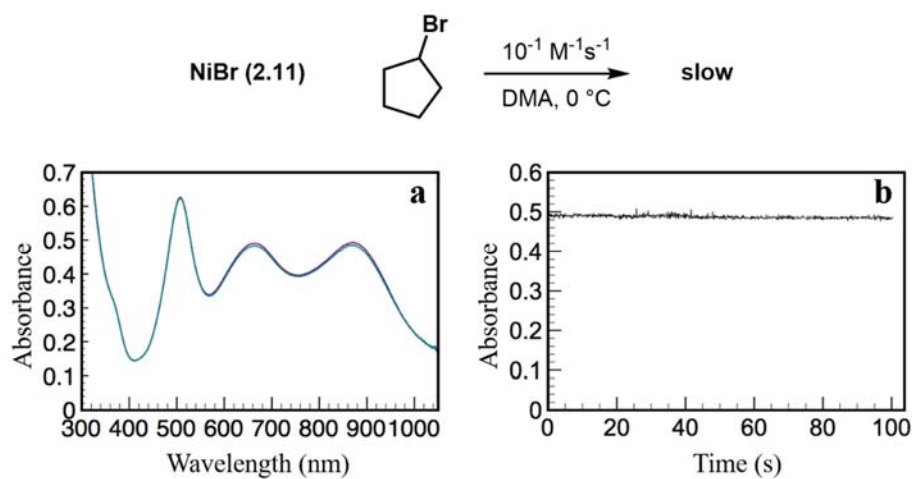 Br
NiBr (2.11)
10⁻¹ M⁻¹s⁻¹
DMA, 0 °C
slow
a
0.7
0.6
0.5
0.4
0.3
0.2
0.1
0
Absorbance
300 400 500 600 700 800 900 1000
Wavelength (nm)
b
0.6
0.5
0.4
0.3
0.2
0.1
0
Absorbance
0 20 40 60 80 100
Time (s)